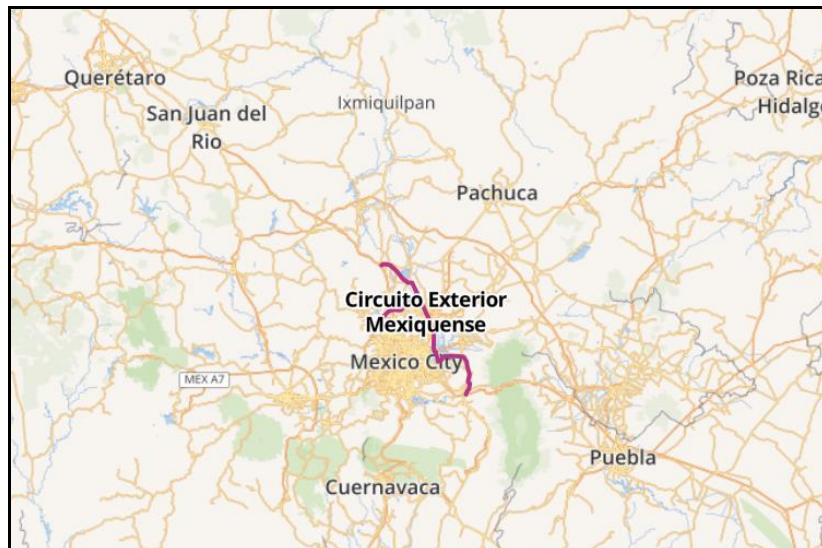 Querétaro
Poza Rica
Hidalgo
Ixmiquilpan
San Juan del
Rio
Pachuca
Circuito Exterior
Mexiquense
Mexico City
MEX A7
Puebla
Cuernavaca